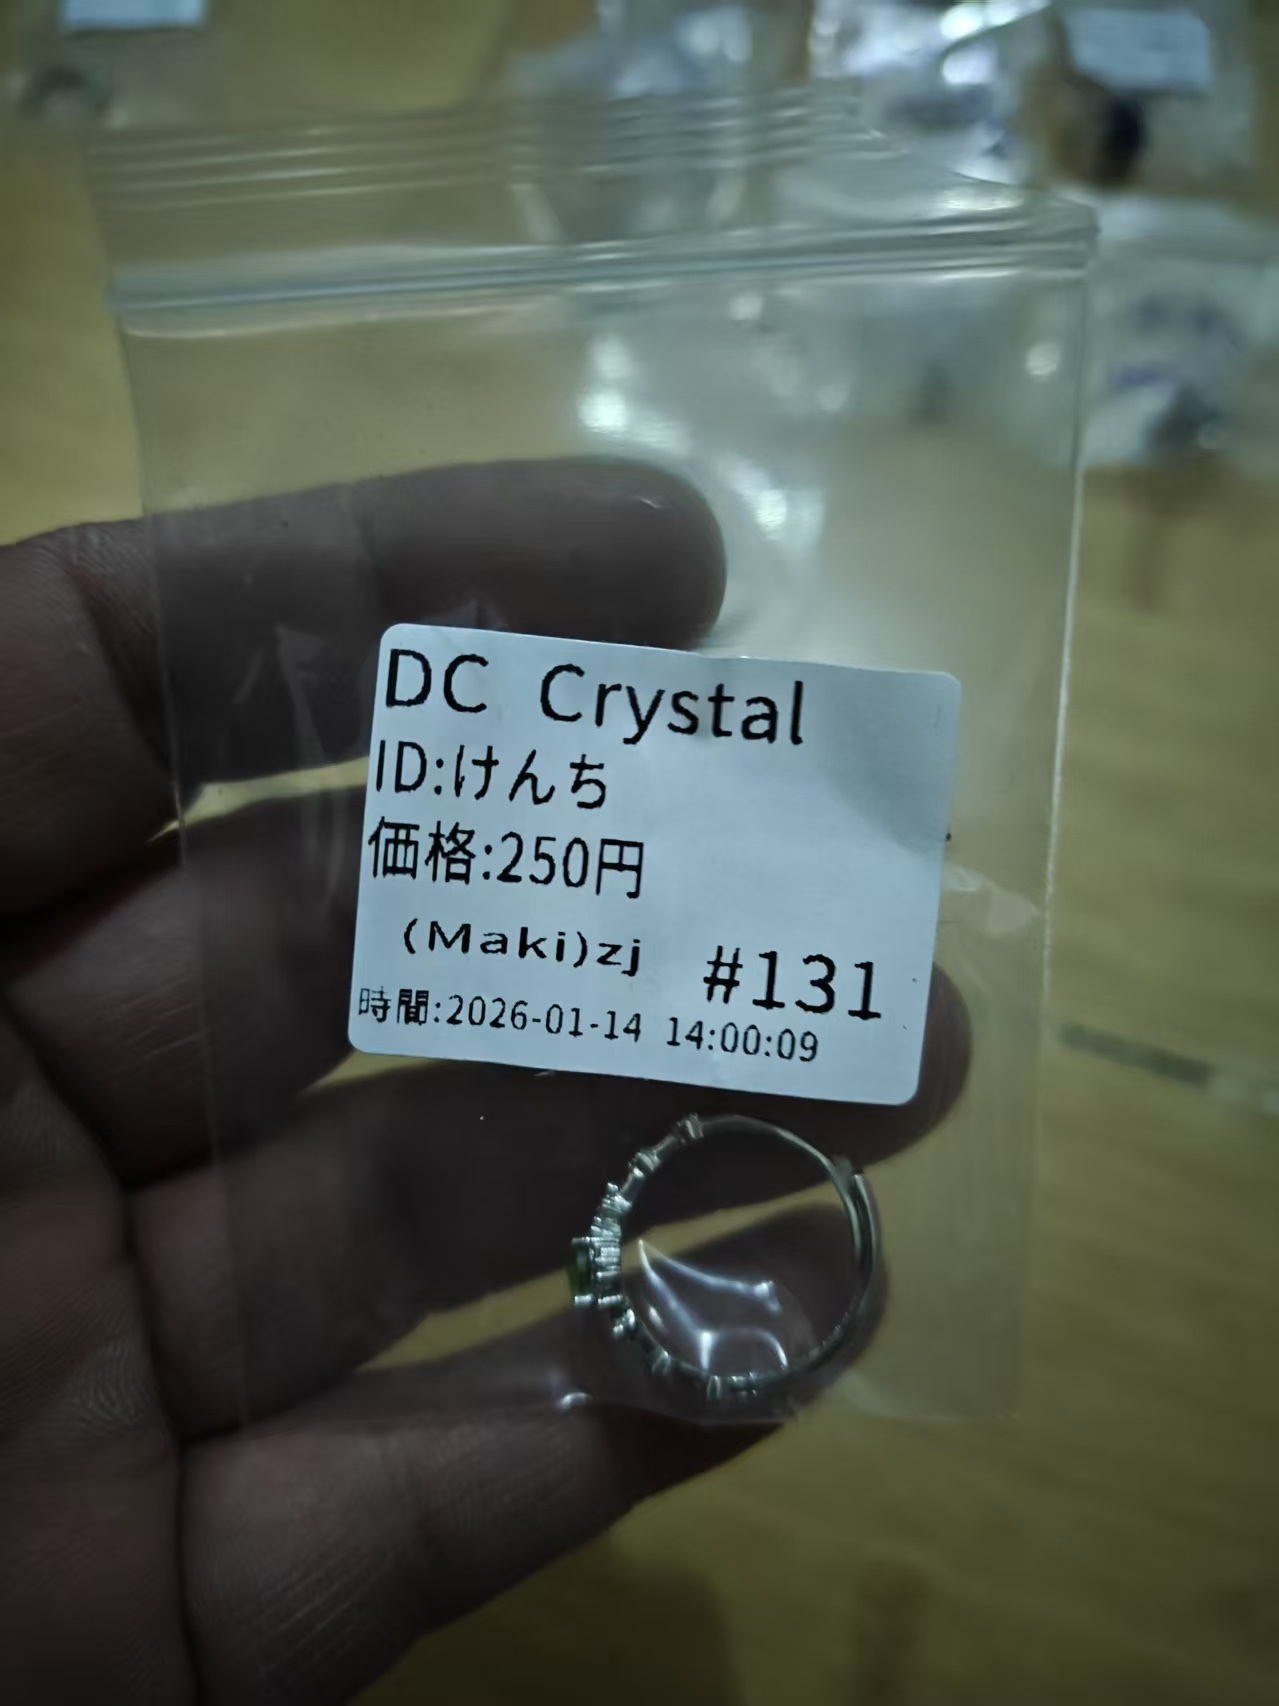 DC Crystal
ID:けんち
価格:250円
(Maki)zj #131
時間:2026-01-14 14:00:09